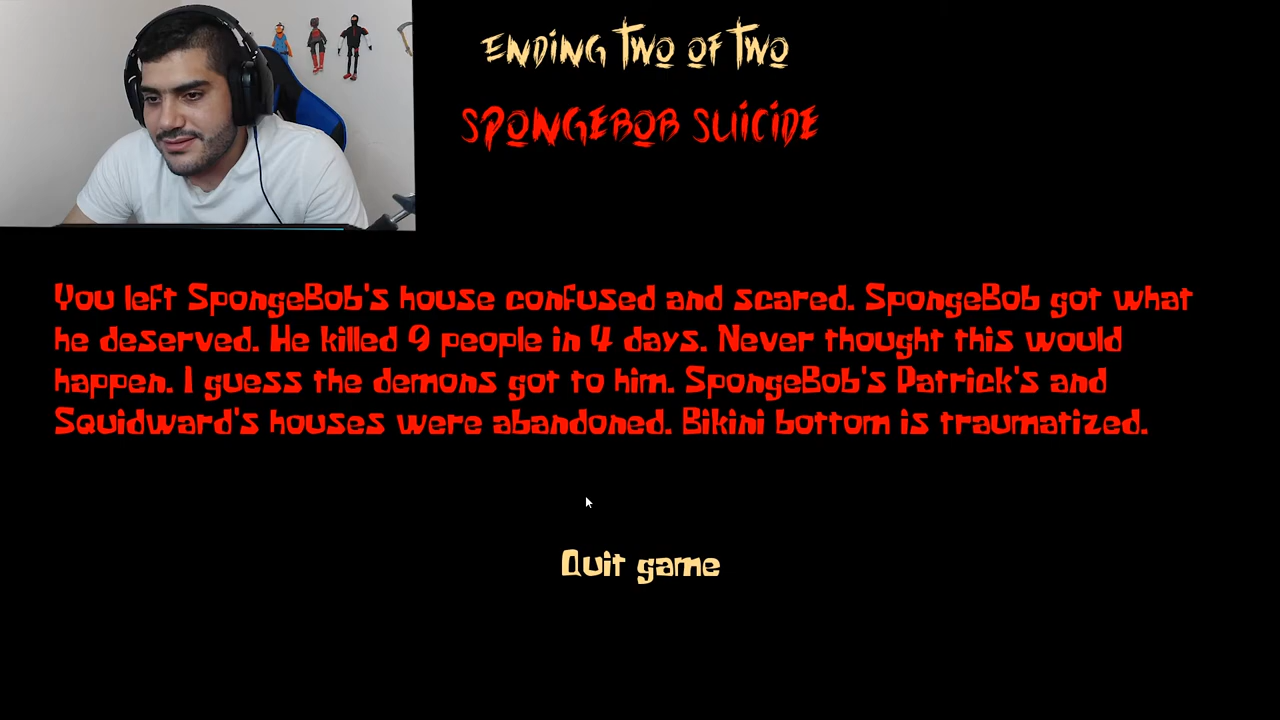 ENDING TWO OF TWO
SPONGEBOB SUICIDE
You left SpongeBob's house confused and scared. SpongeBob got what
he deserved. He killed 9 people in 4 days. Never thought this would
happen. I guess the demons got to him. SpongeBob's Patrick's and
Squidward's houses were abandoned. Bikini bottom is traumatized.
Quit game